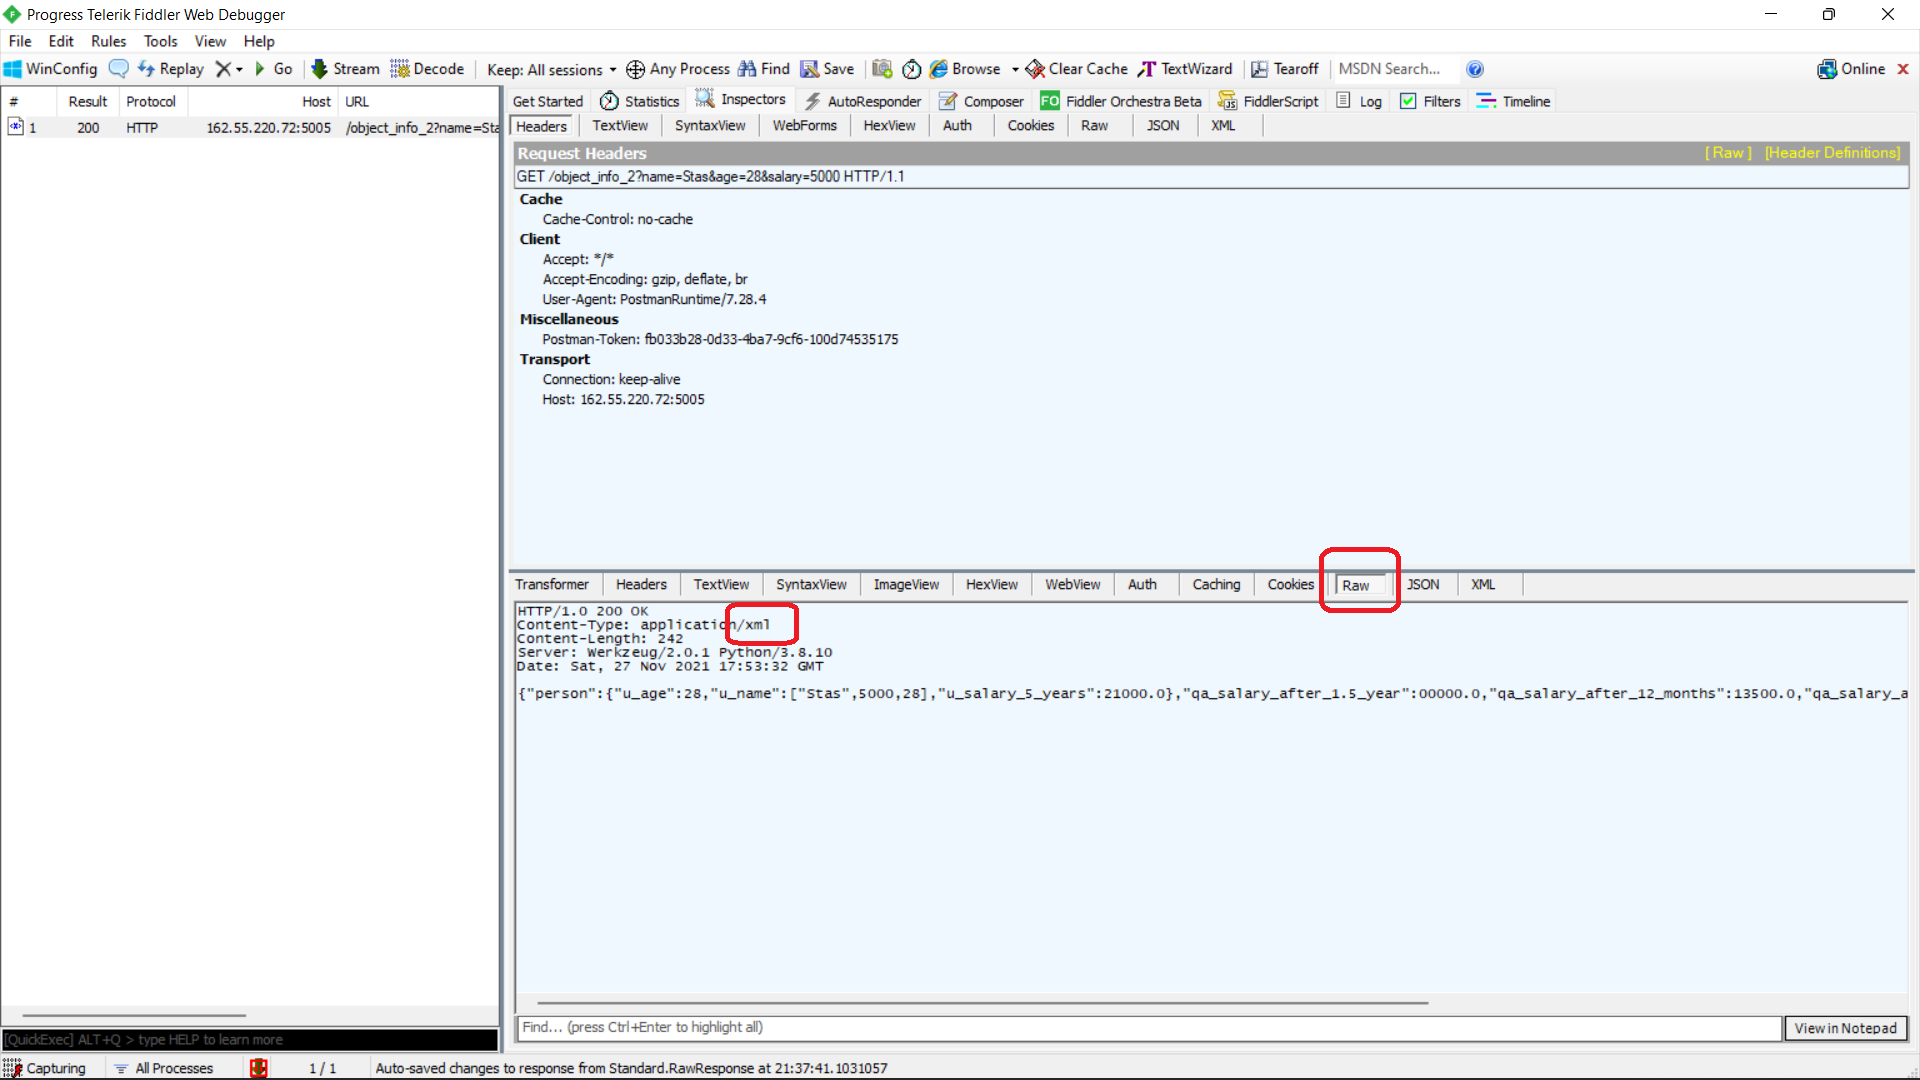 Progress Telerik Fiddler Web Debugger
File Edit Rules Tools View Help
WinConfig Replay Go Stream Decode Keep: All sessions Any Process Find Save Browse Clear Cache TextWizard Tearoff MSDN Search... Online
# Result Protocol Host URL
1 200 HTTP 162.55.220.72:5005 /object_info_2?name=Sta
Get Started Statistics Inspectors AutoResponder Composer FO Fiddler Orchestra Beta FiddlerScript Log Filters Timeline
Headers TextView SyntaxView WebForms HexView Auth Cookies Raw JSON XML
Request Headers [ Raw ] [Header Definitions]
GET /object_info_2?name=Stas&age=28&salary=5000 HTTP/1.1
Cache
Cache-Control: no-cache
Client
Accept: */*
Accept-Encoding: gzip, deflate, br
User-Agent: PostmanRuntime/7.28.4
Miscellaneous
Postman-Token: fb033b28-0d33-4ba7-9cf6-100d74535175
Transport
Connection: keep-alive
Host: 162.55.220.72:5005
Transformer Headers TextView SyntaxView ImageView HexView WebView Auth Caching Cookies Raw JSON XML
HTTP/1.0 200 OK
Content-Type: application/xml
Content-Length: 242
Server: Werkzeug/2.0.1 Python/3.8.10
Date: Sat, 27 Nov 2021 17:53:32 GMT
{"person":{"u_age":28,"u_name":["Stas",5000,28],"u_salary_5_years":21000.0},"qa_salary_after_1.5_year":00000.0,"qa_salary_after_12_months":13500.0,"qa_salary_a
Find... (press Ctrl+Enter to highlight all) View in Notepad
[QuickExec] ALT+Q > type HELP to learn more
Capturing All Processes 1 / 1 Auto-saved changes to response from Standard.RawResponse at 21:37:41.1031057